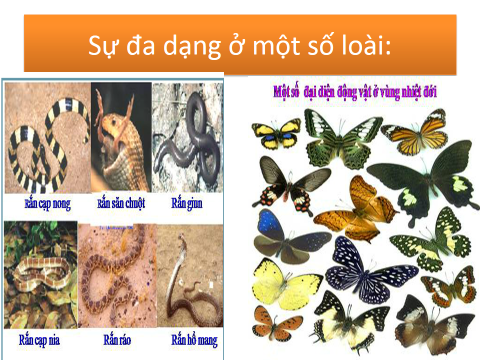 Sự đa dạng ở một số loài:
Một số đại diện động vật ở vùng nhiệt đới
Rắn cạp nong
Rắn săn chuột
Rắn giun
Rắn cạp nia
Rắn ráo
Rắn hổ mang